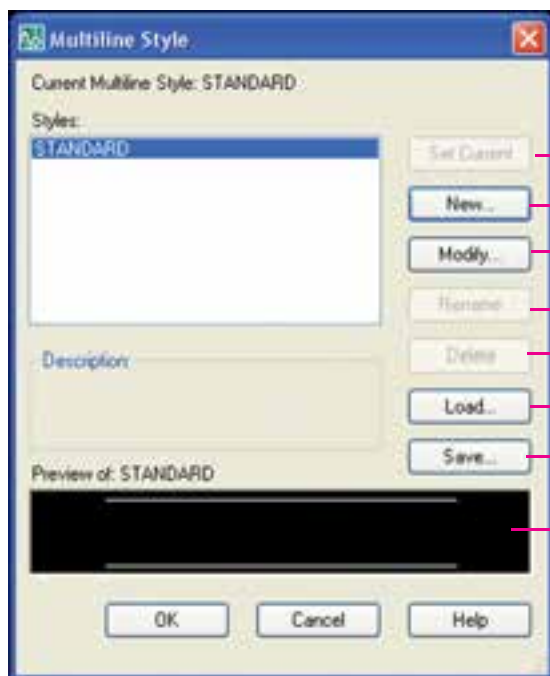 Multiline Style
Current Multiline Style: STANDARD
Styles:
STANDARD
Set Current
New...
Modify...
Rename
Delete
Description:
Load...
Save...
Preview of: STANDARD
OK
Cancel
Help